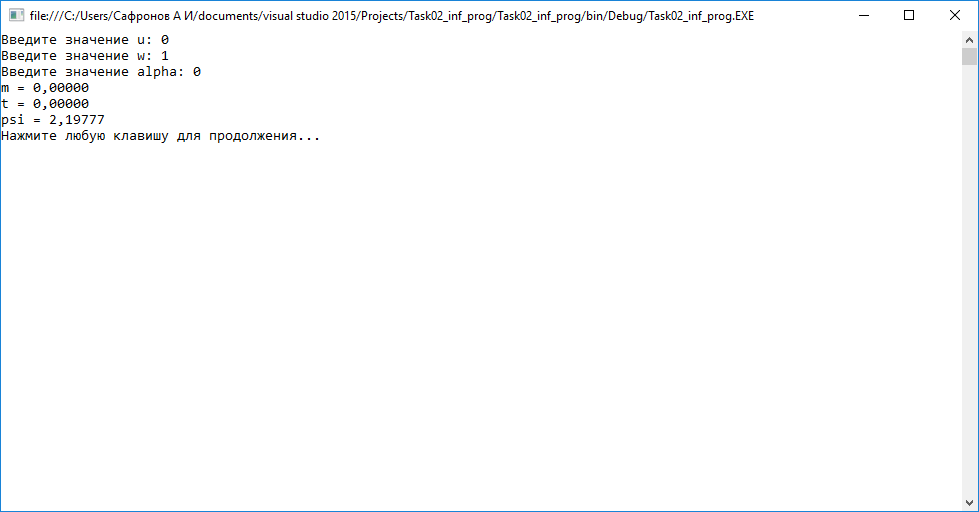 file:///C:/Users/Сафронов А И/documents/visual studio 2015/Projects/Task02_inf_prog/Task02_inf_prog/bin/Debug/Task02_inf_prog.EXE
Введите значение u: 0
Введите значение w: 1
Введите значение alpha: 0
m = 0,00000
t = 0,00000
psi = 2,19777
Нажмите любую клавишу для продолжения...